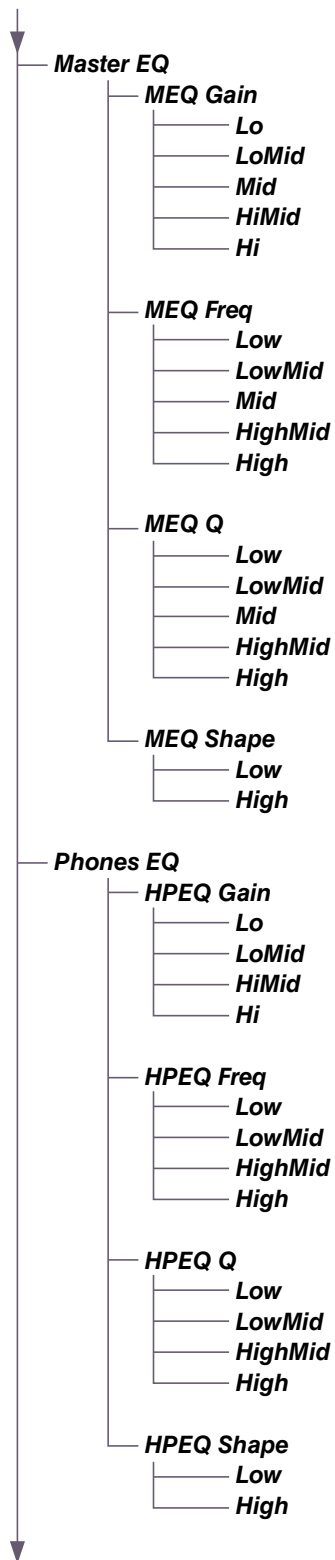 Master EQ
MEQ Gain
Lo
LoMid
Mid
HiMid
Hi
MEQ Freq
Low
LowMid
Mid
HighMid
High
MEQ Q
Low
LowMid
Mid
HighMid
High
MEQ Shape
Low
High
Phones EQ
HPEQ Gain
Lo
LoMid
HiMid
Hi
HPEQ Freq
Low
LowMid
HighMid
High
HPEQ Q
Low
LowMid
HighMid
High
HPEQ Shape
Low
High